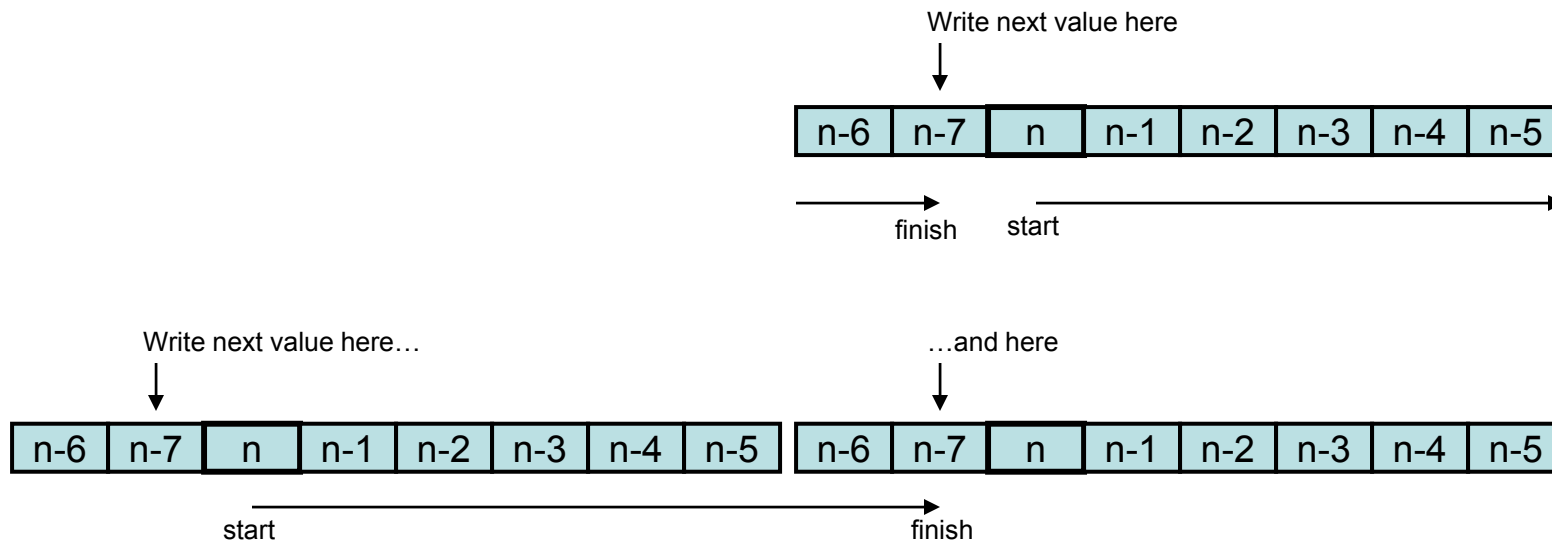 Write next value here
n-6 n-7 n n-1 n-2 n-3 n-4 n-5
finish start
Write next value here… …and here
n-6 n-7 n n-1 n-2 n-3 n-4 n-5 n-6 n-7 n n-1 n-2 n-3 n-4 n-5
start finish